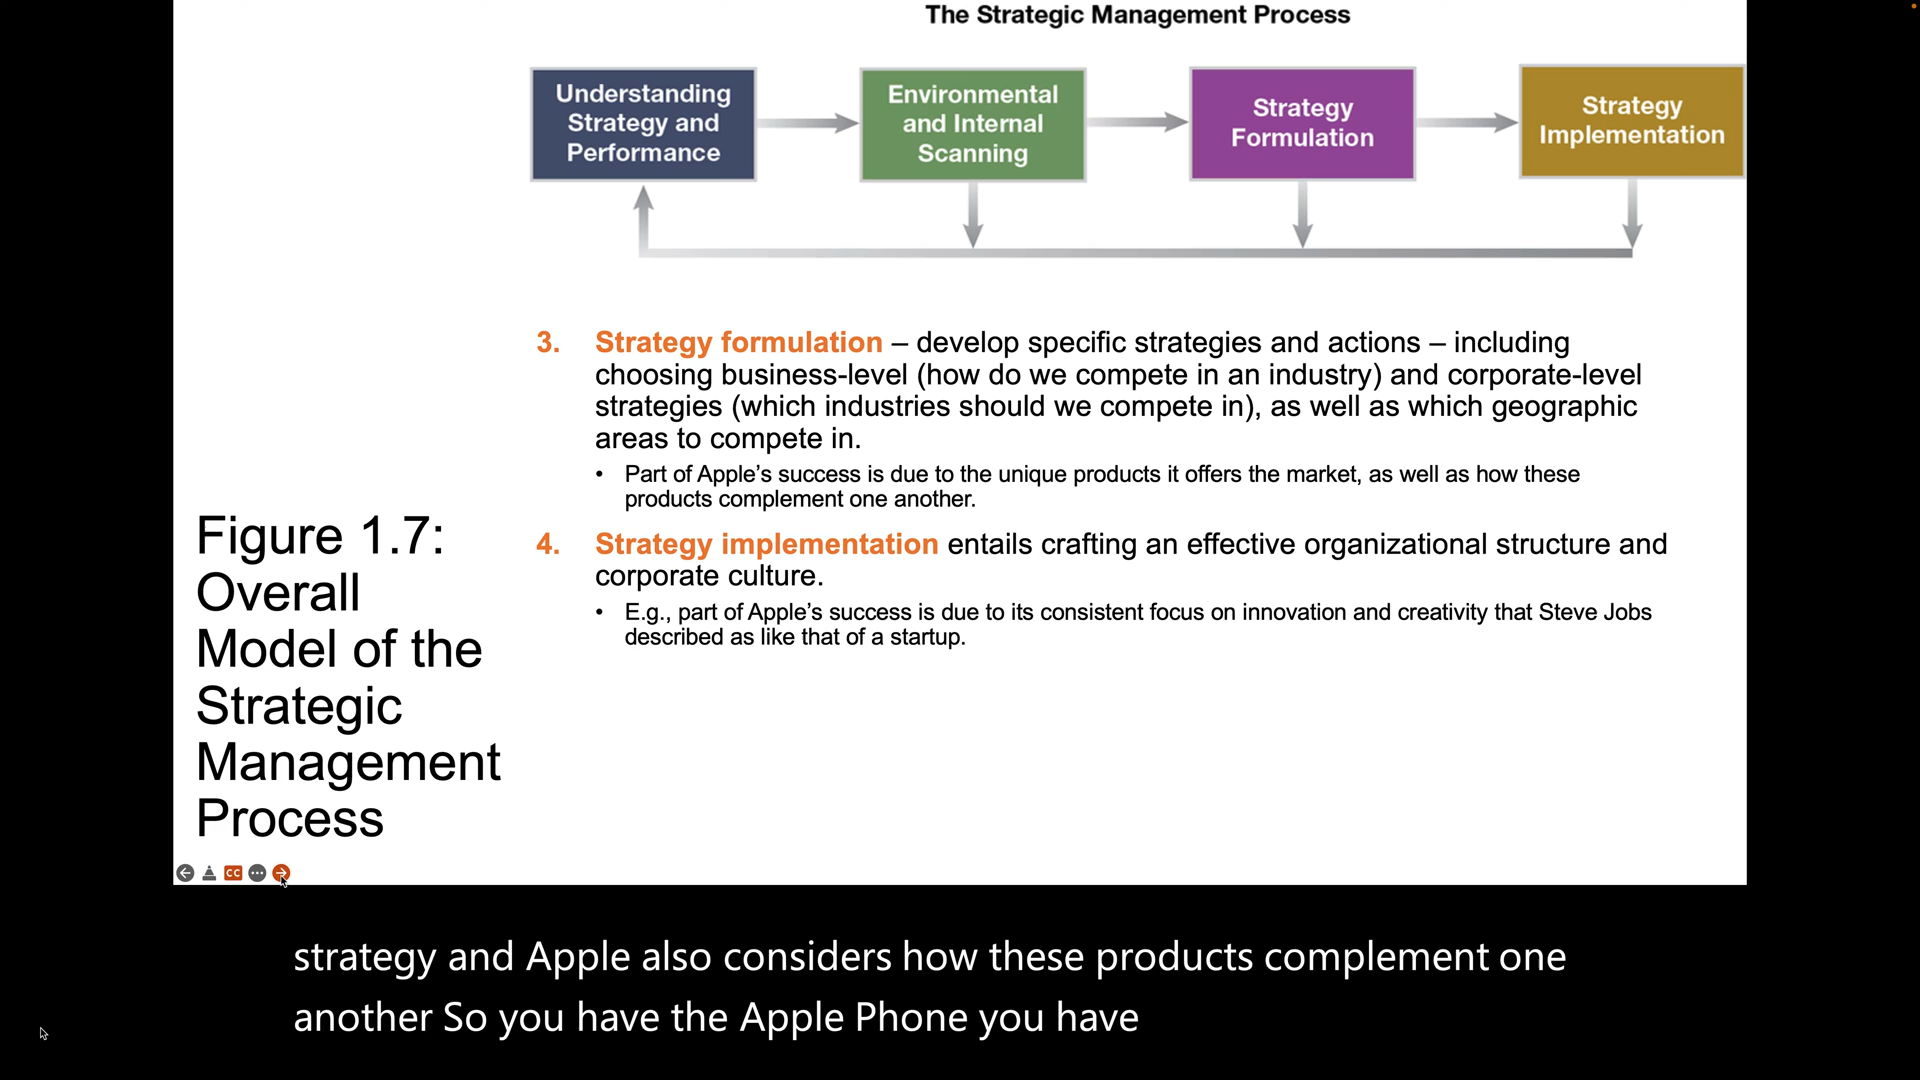 The Strategic Management Process
Understanding
Strategy and
Performance
Environmental
and Internal
Scanning
Strategy
Formulation
Strategy
Implementation
3. Strategy formulation – develop specific strategies and actions – including
choosing business-level (how do we compete in an industry) and corporate-level
strategies (which industries should we compete in), as well as which geographic
areas to compete in.
• Part of Apple’s success is due to the unique products it offers the market, as well as how these
products complement one another.
4. Strategy implementation entails crafting an effective organizational structure and
corporate culture.
• E.g., part of Apple’s success is due to its consistent focus on innovation and creativity that Steve Jobs
described as like that of a startup.
Figure 1.7:
Overall
Model of the
Strategic
Management
Process
CC
strategy and Apple also considers how these products complement one
another So you have the Apple Phone you have